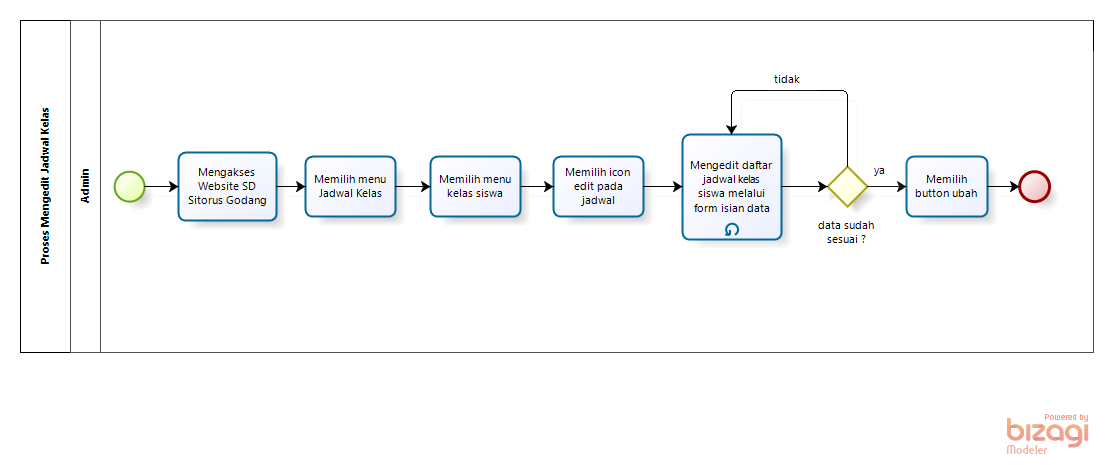 Proses Mengedit Jadwal Kelas
Admin
Mengakses
Website SD
Sitorus Godang
Memilih menu
Jadwal Kelas
Memilih menu
kelas siswa
Memilih icon
edit pada
jadwal
Mengedit daftar
jadwal kelas
siswa melalui
form isian data
tidak
data sudah
sesuai ?
ya
Memilih
button ubah
Powered by
bizagi
Modeler